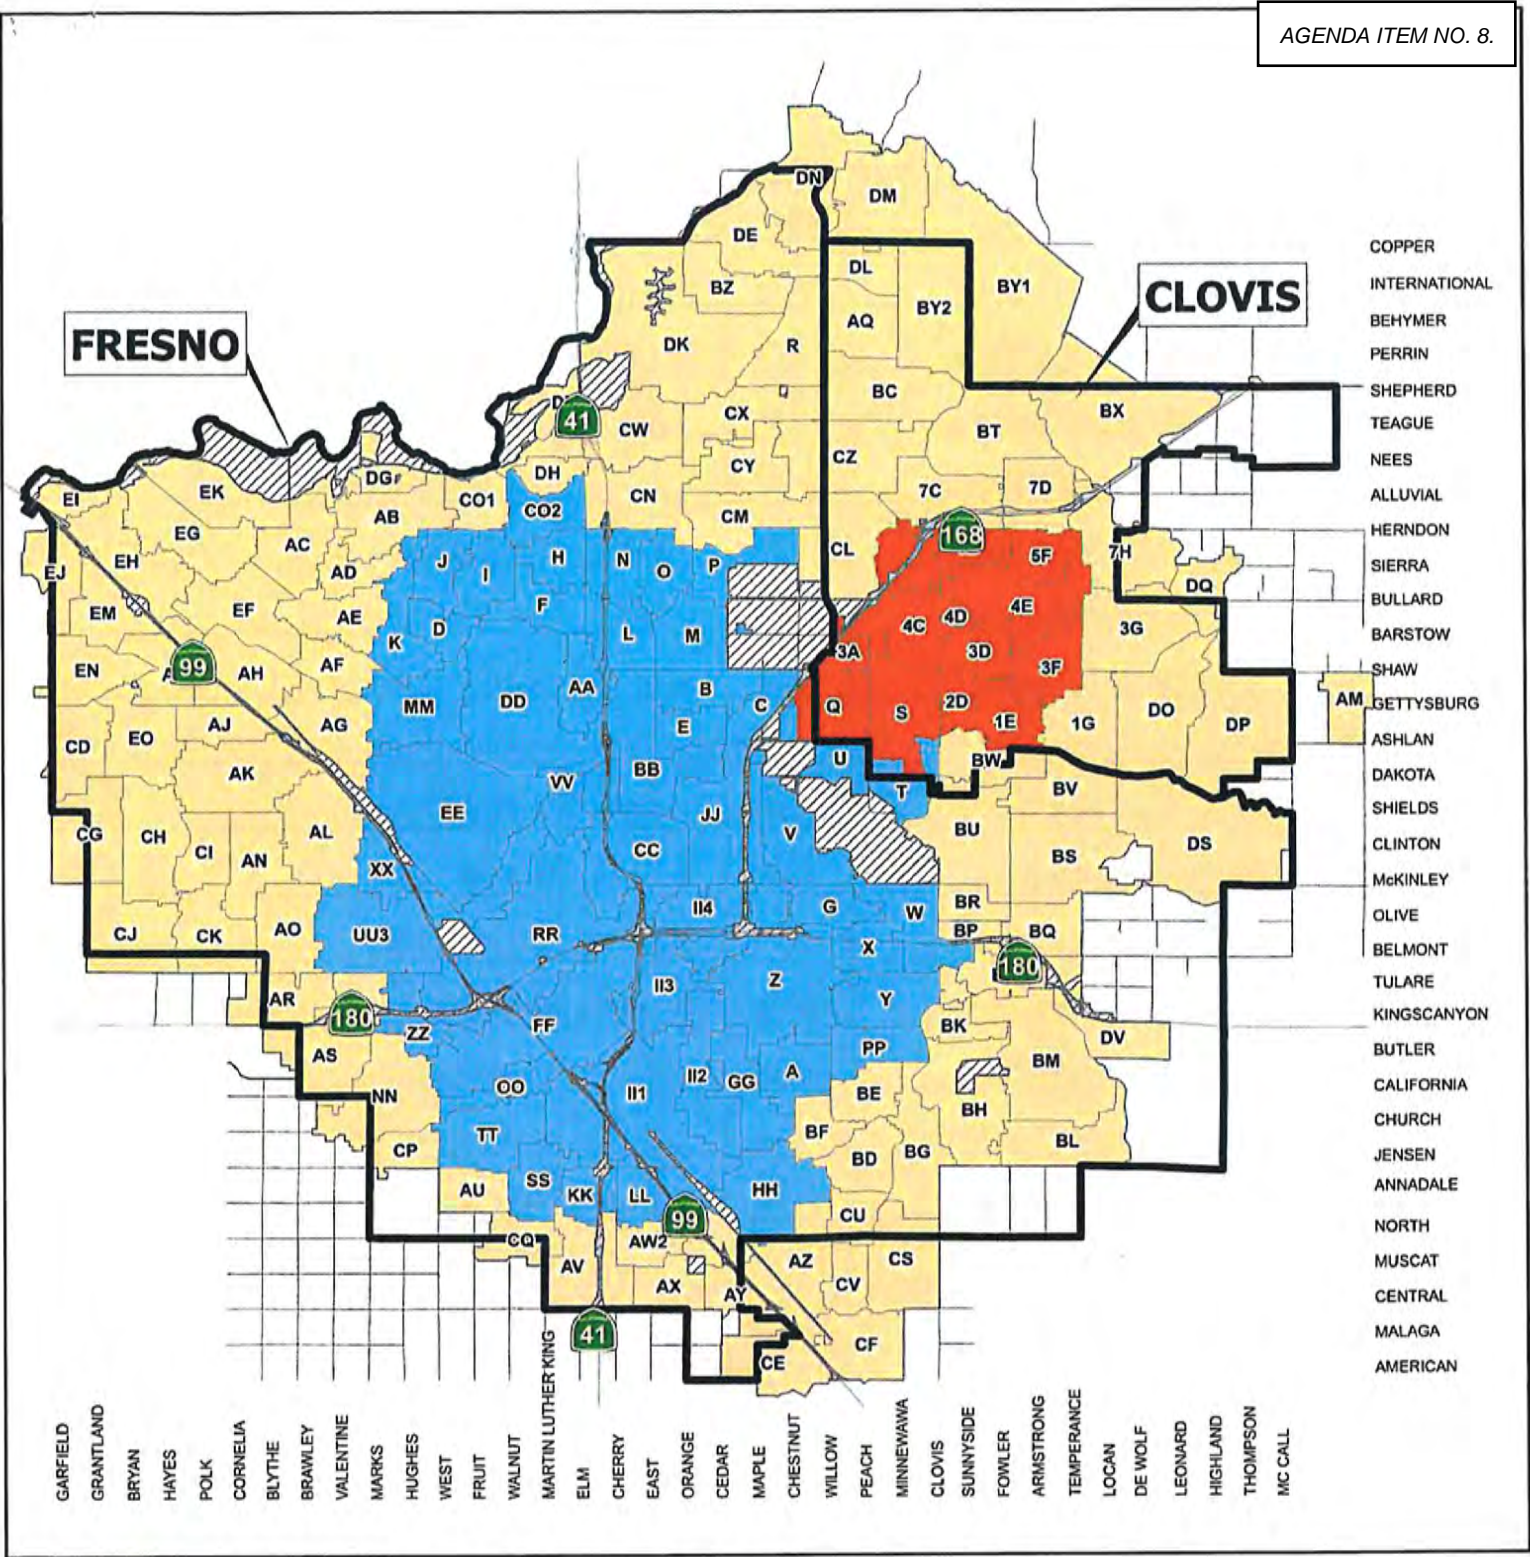 AGENDA ITEM NO. 8.
FRESNO
CLOVIS
DN
DM
DE
DL
BZ
BY2
BY1
AQ
DK
R
BC
BX
41
CW
CX
BT
CZ
CY
DH
DG
EI
EK
CO1
CN
7C
7D
CO2
AB
CM
168
EG
AC
EH
J
I
H
N
O
P
CL
5F
7H
EJ
AD
DQ
EM
EF
F
AE
D
K
L
M
4C
4D
4E
3G
3A
3D
3F
EN
99
AH
AF
MM
DD
AA
B
C
E
Q
S
2D
1E
1G
DO
DP
AM
CD
EO
AJ
AG
AK
VV
BB
U
T
BW
BV
EE
JJ
V
BU
BS
DS
CG
CH
CI
AN
AL
CC
XX
II4
G
W
BR
BP
BQ
CJ
CK
AO
UU3
RR
X
180
II3
Z
Y
AR
180
ZZ
FF
BK
DV
AS
PP
BM
OO
II1
II2
GG
A
BE
BH
NN
TT
BF
BL
CP
BD
BG
AU
SS
KK
LL
HH
99
CU
CQ
AW2
AV
AX
AY
AZ
CV
CS
41
CE
CF
COPPER
INTERNATIONAL
BEHYMER
PERRIN
SHEPHERD
TEAGUE
NEES
ALLUVIAL
HERNDON
SIERRA
BULLARD
BARSTOW
SHAW
GETTYSBURG
ASHLAN
DAKOTA
SHIELDS
CLINTON
McKINLEY
OLIVE
BELMONT
TULARE
KINGSCANYON
BUTLER
CALIFORNIA
CHURCH
JENSEN
ANNADALE
NORTH
MUSCAT
CENTRAL
MALAGA
AMERICAN
GARFIELD
GRANTLAND
BRYAN
HAYES
POLK
CORNELIA
BLYTHE
BRAWLEY
VALENTINE
MARKS
HUGHES
WEST
FRUIT
WALNUT
MARTIN LUTHER KING
ELM
CHERRY
EAST
ORANGE
CEDAR
MAPLE
CHESTNUT
WILLOW
PEACH
MINNEWAWA
CLOVIS
SUNNYSIDE
FOWLER
ARMSTRONG
TEMPERANCE
LOCAN
DE WOLF
LEONARD
HIGHLAND
THOMPSON
MC CALL